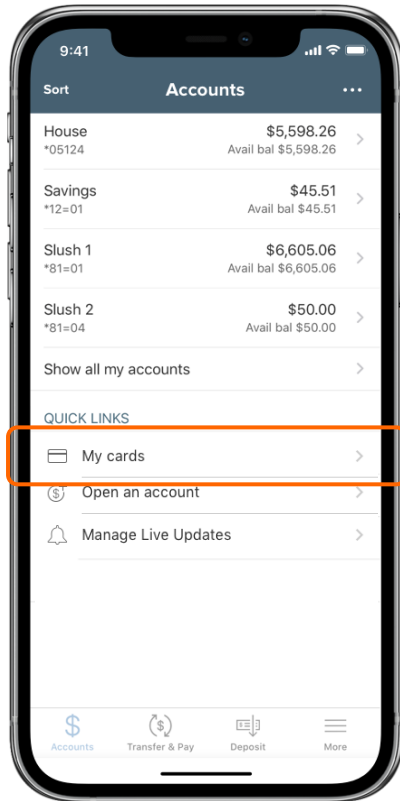 9:41
Sort Accounts ...
House $5,598.26
*05124 Avail bal $5,598.26
Savings $45.51
*12=01 Avail bal $45.51
Slush 1 $6,605.06
*81=01 Avail bal $6,605.06
Slush 2 $50.00
*81=04 Avail bal $50.00
Show all my accounts
QUICK LINKS
My cards
Open an account
Manage Live Updates
Accounts Transfer & Pay Deposit More